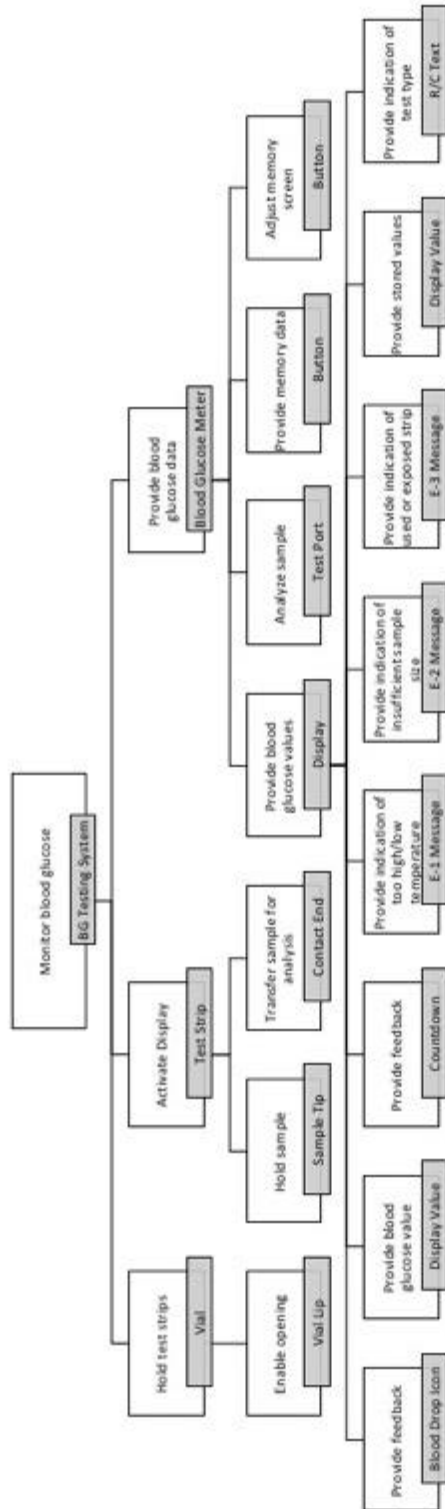 Monitor blood glucose
BG Testing System
Hold test strips
Vial
Activate Display
Test Strip
Provide blood
glucose data
Blood Glucose Meter
Enable opening
Vial Lip
Hold sample
Sample Tip
Transfer sample for
analysis
Contact End
Provide blood
glucose values
Display
Analyze sample
Test Port
Provide memory data
Button
Adjust memory
screen
Button
Provide feedback
Blood Drop Icon
Provide blood
glucose value
Display Value
Provide feedback
Countdown
Provide indication of
too high/low
temperature
E-1 Message
Provide indication of
insufficient sample
size
E-2 Message
Provide indication of
used or exposed strip
E-3 Message
Provide stored values
Display Value
Provide indication of
test type
R/C Text